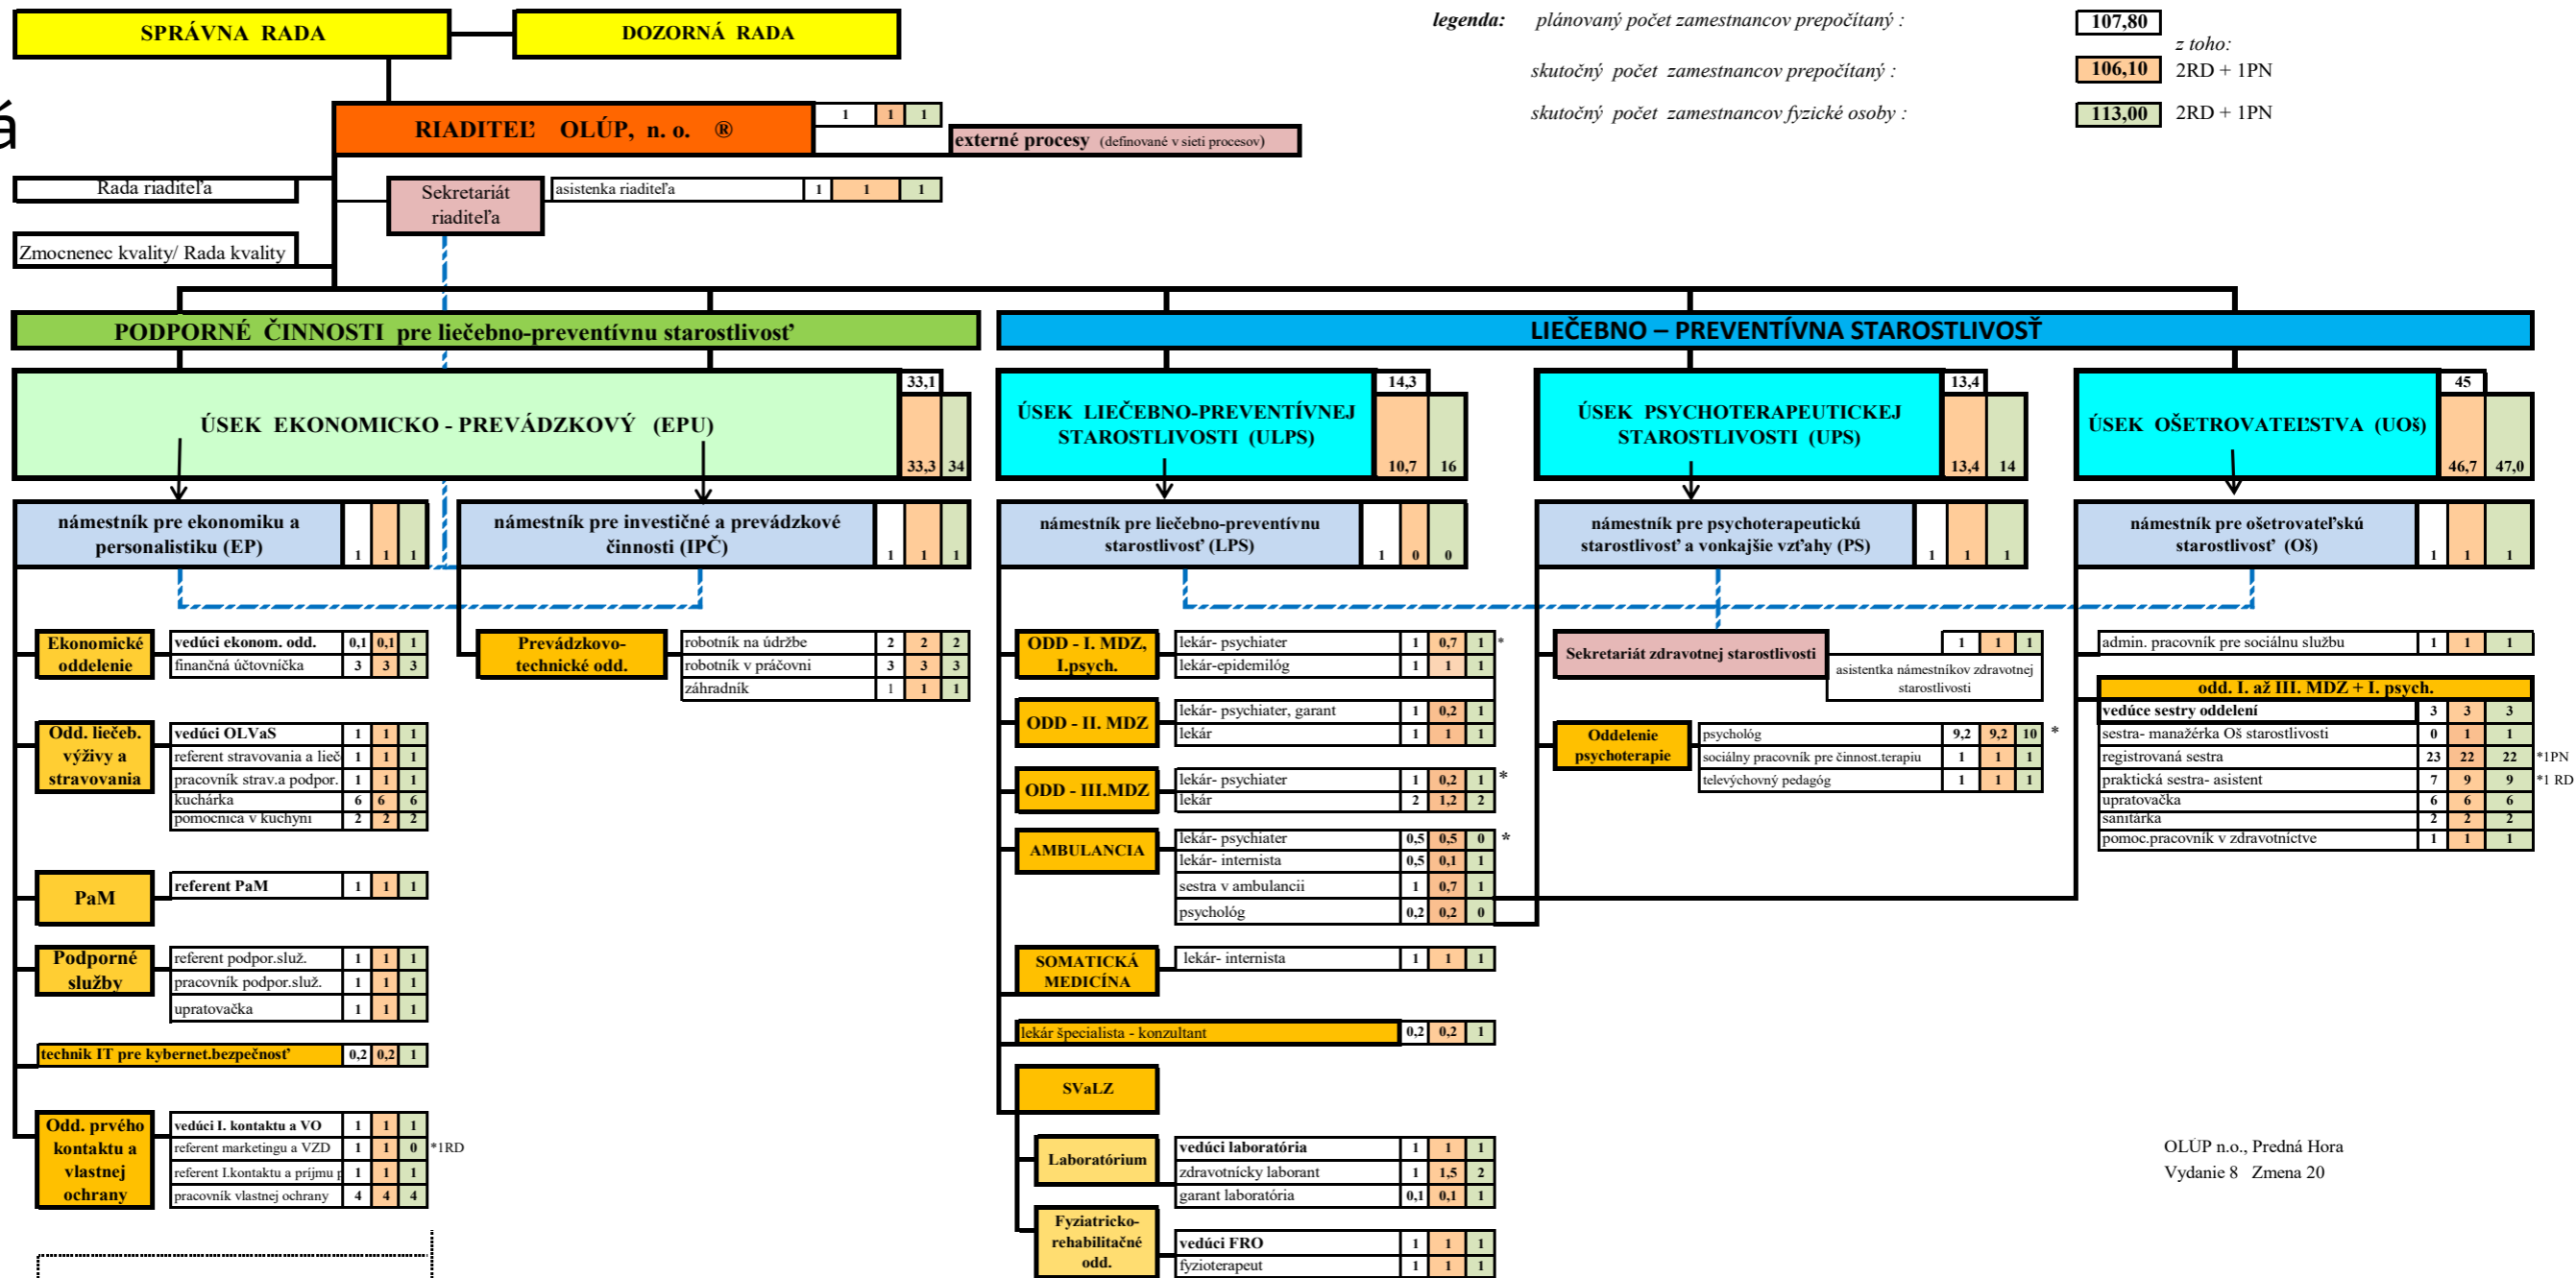 SPRÁVNA RADA
DOZORNÁ RADA
legenda: plánovaný počet zamestnancov prepočítaný : 107,80
z toho:
skutočný počet zamestnancov prepočítaný : 106,10 2RD + 1PN
skutočný počet zamestnancov fyzické osoby : 113,00 2RD + 1PN
á
RIADITEĽ OLÚP, n. o. ® 1 1 1
externé procesy (definované v sieti procesov)
Rada riaditeľa
Sekretariát
riaditeľa
asistenka riaditeľa 1 1 1
Zmocnenec kvality/ Rada kvality
PODPORNÉ ČINNOSTI pre liečebno-preventívnu starostlivosť
LIEČEBNO – PREVENTÍVNA STAROSTLIVOSŤ
ÚSEK EKONOMICKO - PREVÁDZKOVÝ (EPU)
33,1
33,3 34
ÚSEK LIEČEBNO-PREVENTÍVNEJ
STAROSTLIVOSTI (ULPS)
14,3
10,7 16
ÚSEK PSYCHOTERAPEUTICKEJ
STAROSTLIVOSTI (UPS)
13,4
13,4 14
ÚSEK OŠETROVATEĽSTVA (UOš)
45
46,7 47,0
námestník pre ekonomiku a
personalistiku (EP) 1 1 1
námestník pre investičné a prevádzkové
činnosti (IPČ) 1 1 1
námestník pre liečebno-preventívnu
starostlivosť (LPS) 1 0 0
námestník pre psychoterapeutickú
starostlivosť a vonkajšie vzťahy (PS) 1 1 1
námestník pre ošetrovateľskú
starostlivosť (Oš) 1 1 1
Ekonomické
oddelenie
vedúci ekonom. odd. 0,1 0,1 1
finančná účtovníčka 3 3 3
Odd. liečeb.
výživy a
stravovania
vedúci OLVaS 1 1 1
referent stravovania a lieč 1 1 1
pracovník strav.a podpor. 1 1 1
kuchárka 6 6 6
pomocnica v kuchyni 2 2 2
PaM
referent PaM 1 1 1
Podporné
služby
referent podpor.služ. 1 1 1
pracovník podpor.služ. 1 1 1
upratovačka 1 1 1
technik IT pre kybernet.bezpečnosť 0,2 0,2 1
Odd. prvého
kontaktu a
vlastnej
ochrany
vedúci I. kontaktu a VO 1 1 1
referent marketingu a VZD 1 1 0 *1RD
referent I.kontaktu a príjmu p 1 1 1
pracovník vlastnej ochrany 4 4 4
Prevádzkovo-
technické odd.
robotník na údržbe 2 2 2
robotník v práčovni 3 3 3
záhradník 1 1 1
ODD - I. MDZ,
I.psych.
lekár- psychiater 1 0,7 1 *
lekár-epidemilóg 1 1 1
ODD - II. MDZ
lekár- psychiater, garant 1 0,2 1
lekár 1 1 1
ODD - III.MDZ
lekár- psychiater 1 0,2 1 *
lekár 2 1,2 2
AMBULANCIA
lekár- psychiater 0,5 0,5 0 *
lekár- internista 0,5 0,1 1
sestra v ambulancii 1 0,7 1
psychológ 0,2 0,2 0
SOMATICKÁ
MEDICÍNA
lekár- internista 1 1 1
lekár špecialista - konzultant 0,2 0,2 1
SVaLZ
Laboratórium
vedúci laboratória 1 1 1
zdravotnícky laborant 1 1,5 2
garant laboratória 0,1 0,1 1
Fyziatricko-
rehabilitačné
odd.
vedúci FRO 1 1 1
fyzioterapeut 1 1 1
Sekretariát zdravotnej starostlivosti
1 1 1
asistentka námestníkov zdravotnej
starostlivosti
Oddelenie
psychoterapie
psychológ 9,2 9,2 10 *
sociálny pracovník pre činnost.terapiu 1 1 1
televýchovný pedagóg 1 1 1
admin. pracovník pre sociálnu službu 1 1 1
odd. I. až III. MDZ + I. psych.
vedúce sestry oddelení 3 3 3
sestra- manažérka Oš starostlivosti 0 1 1
registrovaná sestra 23 22 22 *1PN
praktická sestra- asistent 7 9 9 *1 RD
upratovačka 6 6 6
sanitárka 2 2 2
pomoc.pracovník v zdravotníctve 1 1 1
OLÚP n.o., Predná Hora
Vydanie 8 Zmena 20